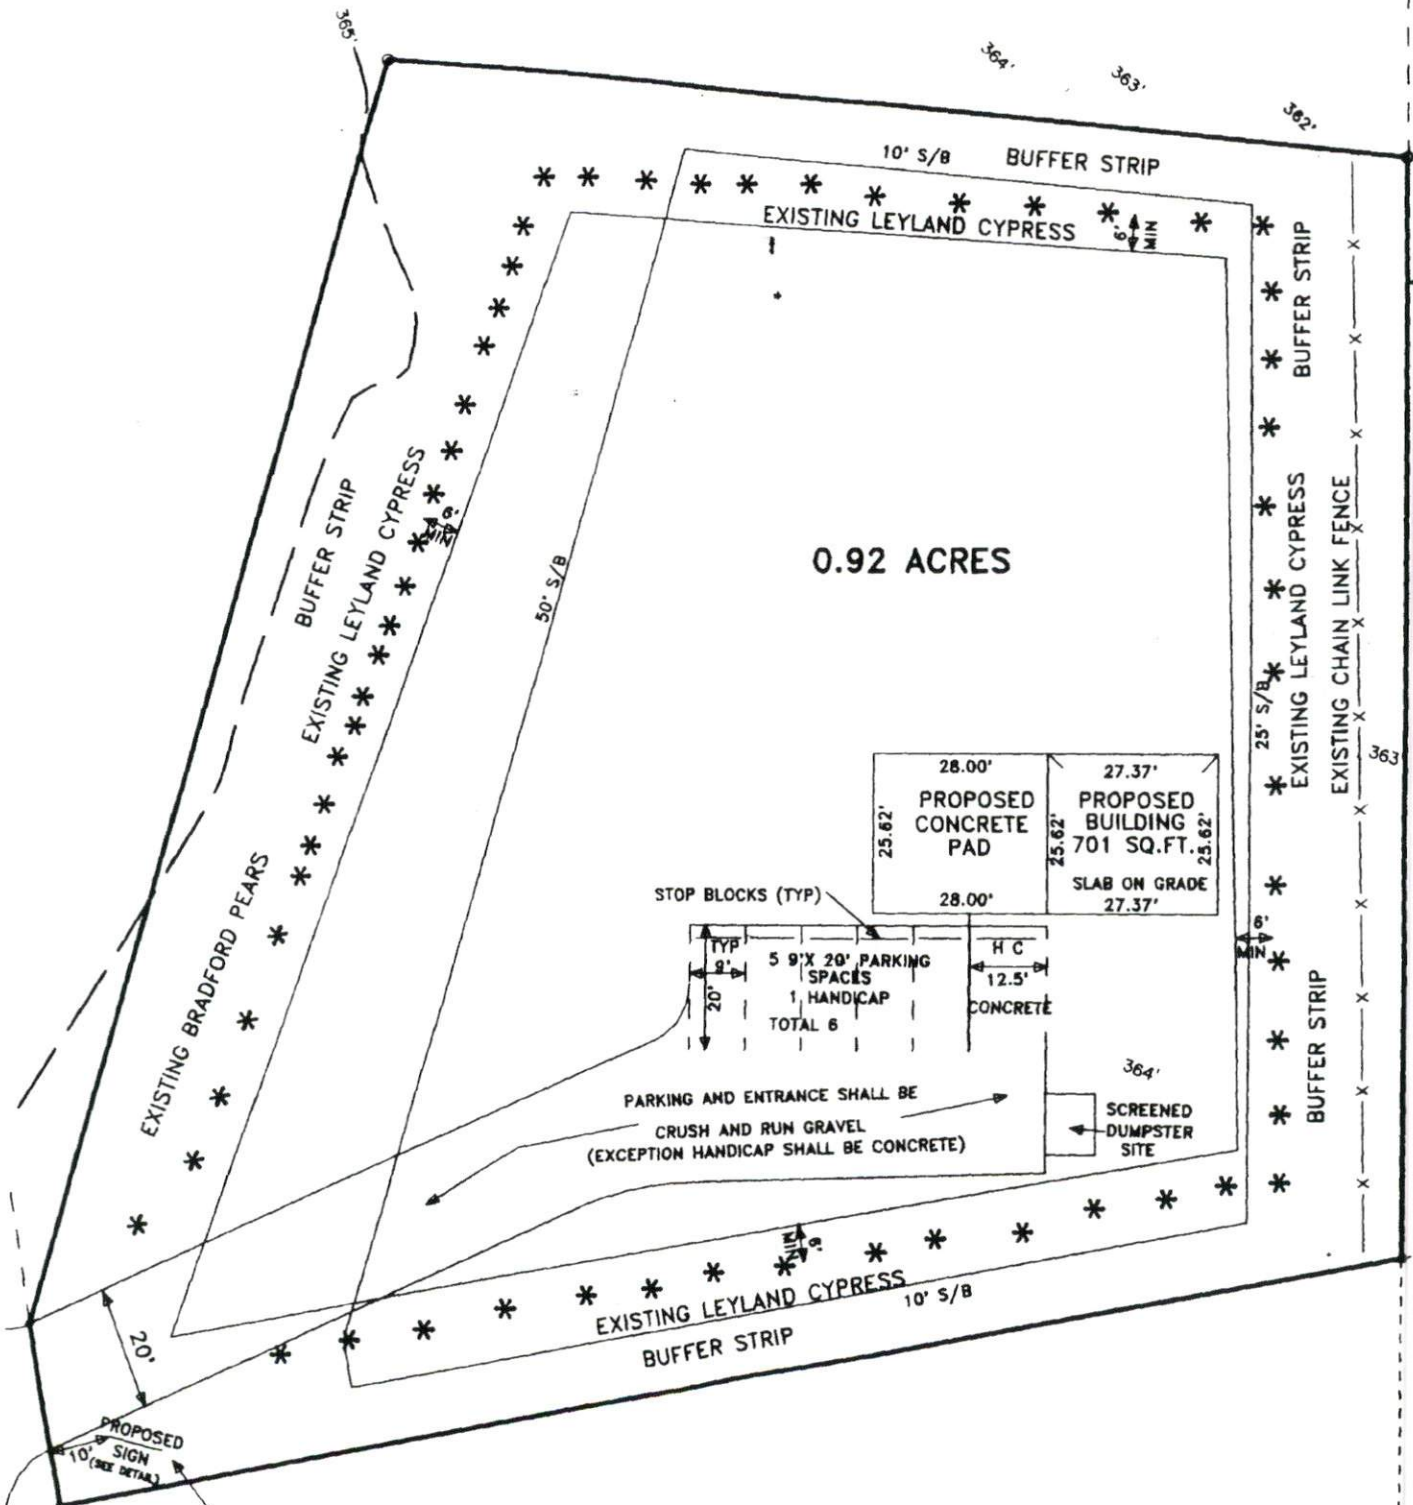 365'
364'
363'
362'
10' S/B
BUFFER STRIP
EXISTING LEYLAND CYPRESS
6'
MIN
BUFFER STRIP
BUFFER STRIP
EXISTING LEYLAND CYPRESS
6'
MIN
50' S/B
0.92 ACRES
EXISTING LEYLAND CYPRESS
EXISTING CHAIN LINK FENCE
25' S/B
363
28.00'
27.37'
PROPOSED
CONCRETE
PAD
25.62'
PROPOSED
BUILDING
701 SQ.FT.
25.62'
25.62'
SLAB ON GRADE
28.00'
27.37'
EXISTING BRADFORD PEARS
STOP BLOCKS (TYP)
TYP
9'
20'
5 9'X 20' PARKING
SPACES
1 HANDICAP
TOTAL 6
H C
12.5'
CONCRETE
6'
MIN
BUFFER STRIP
364'
PARKING AND ENTRANCE SHALL BE
CRUSH AND RUN GRAVEL
(EXCEPTION HANDICAP SHALL BE CONCRETE)
SCREENED
DUMPSTER
SITE
6'
MIN
EXISTING LEYLAND CYPRESS
10' S/B
BUFFER STRIP
20'
PROPOSED
SIGN
(SEE DETAIL)
10'